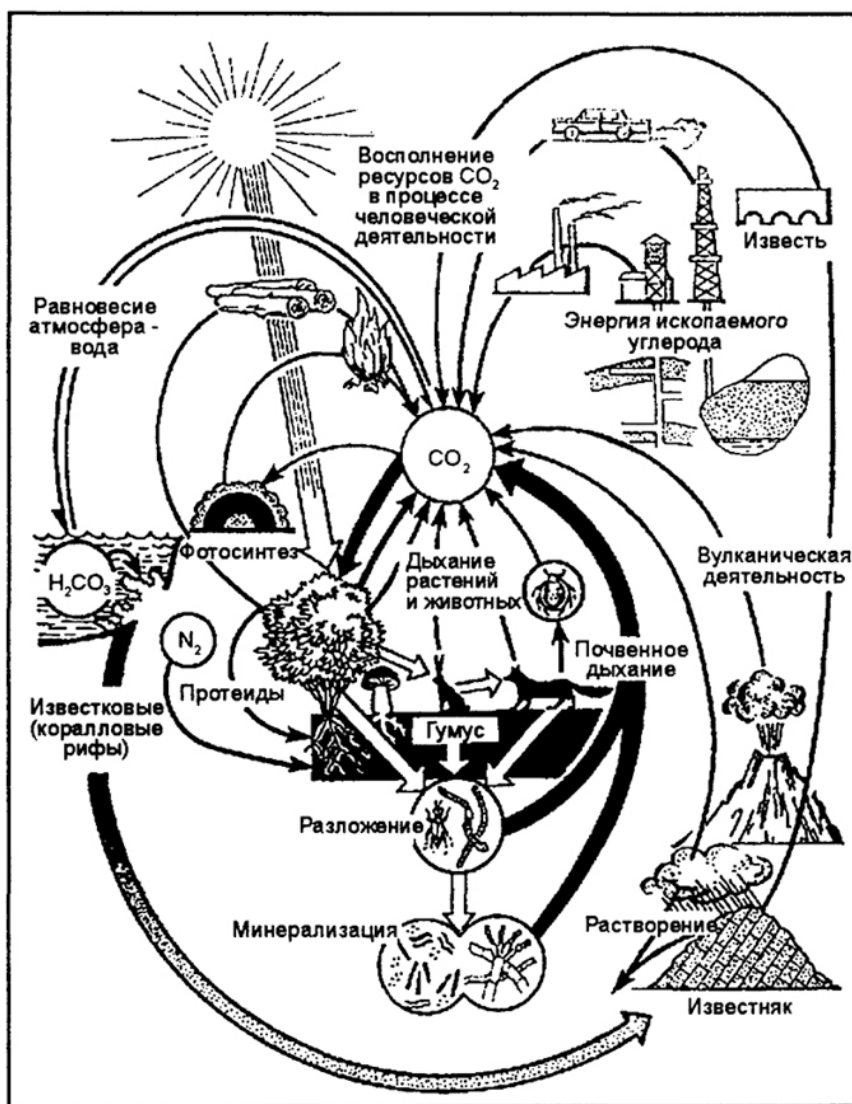 Восполнение
ресурсов CO₂
в процессе
человеческой
деятельности
Известь
Равновесие
атмосфера -
вода
Энергия ископаемого
углерода
CO₂
Фотосинтез
H₂CO₃
Дыхание
растений
и животных
Вулканическая
деятельность
N₂
Почвенное
дыхание
Протеиды
Известковые
(коралловые
рифы)
Гумус
Разложение
Минерализация
Растворение
Известняк